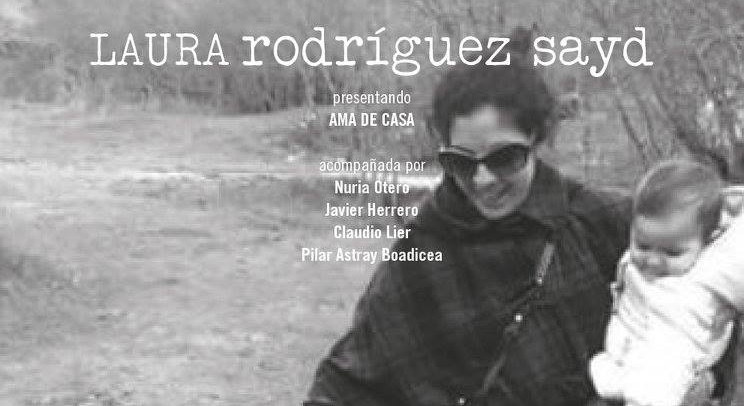 LAURA rodríguez sayd
presentando
AMA DE CASA
acompañada por
Nuria Otero
Javier Herrero
Claudio Lier
Pilar Astray Boadicea